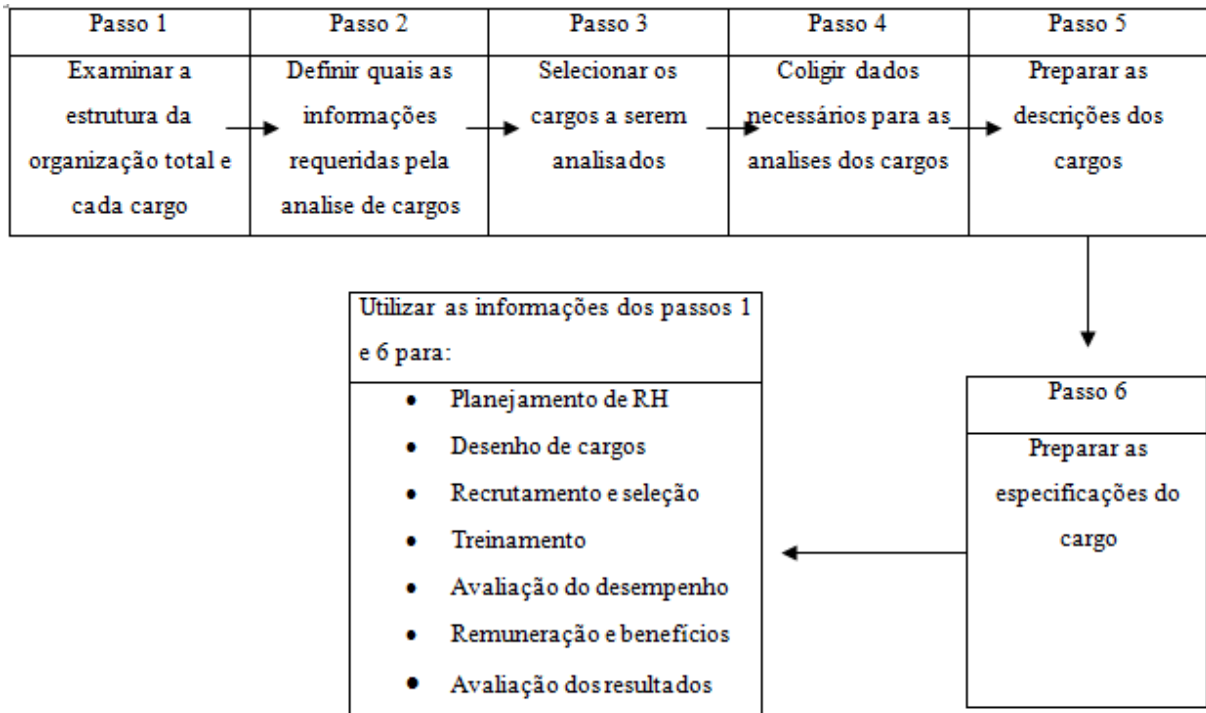 Passo 1
Examinar a
estrutura da
organização total e
cada cargo
Passo 2
Definir quais as
informações
requeridas pela
analise de cargos
Passo 3
Selecionar os
cargos a serem
analisados
Passo 4
Coligir dados
necessários para as
analises dos cargos
Passo 5
Preparar as
descrições dos
cargos
Passo 6
Preparar as
especificações do
cargo
Utilizar as informações dos passos 1
e 6 para:
• Planejamento de RH
• Desenho de cargos
• Recrutamento e seleção
• Treinamento
• Avaliação do desempenho
• Remuneração e benefícios
• Avaliação dos resultados